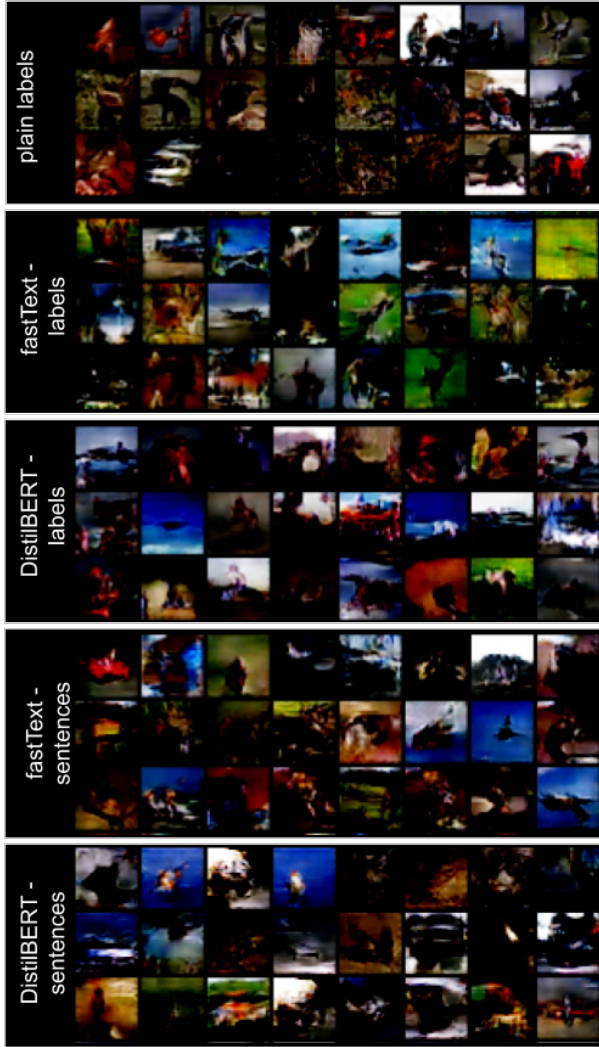 plain labels
fastText -
labels
DistilBERT -
labels
fastText -
sentences
DistilBERT -
sentences